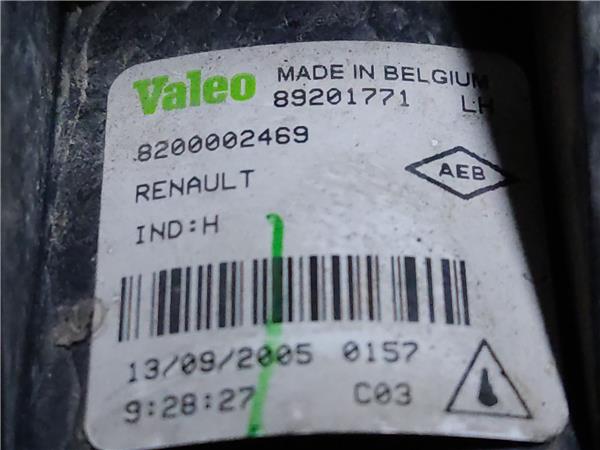 Valeo MADE IN BELGIUM
89201771 LH
8200002469
RENAULT
AEB
IND:H
13/09/2005 0157
9:28:27 C03